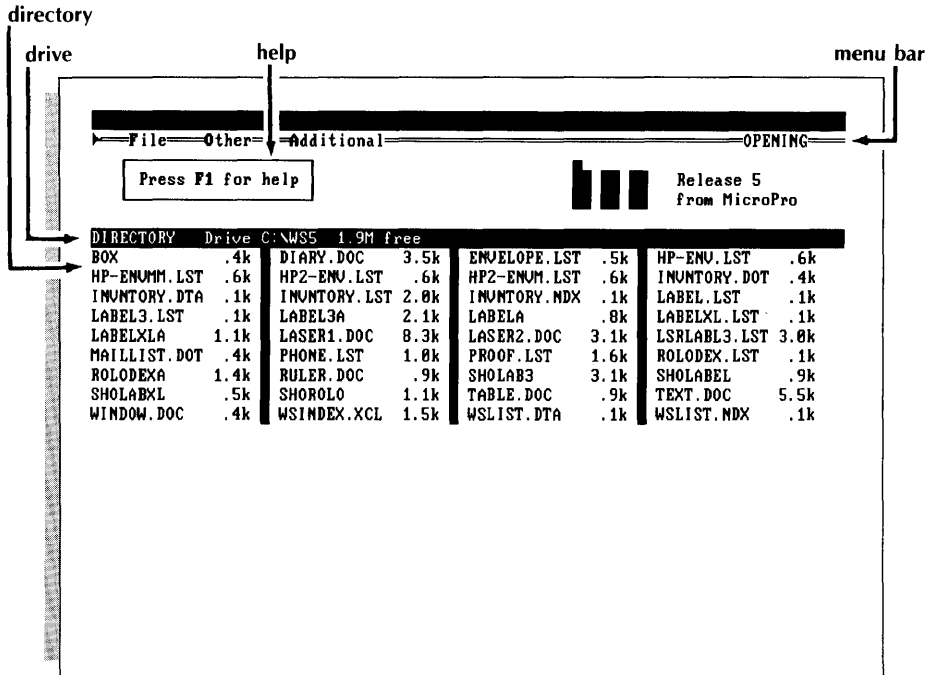 directory
drive help menu bar
File Other Additional OPENING
Press F1 for help
Release 5
from MicroPro
DIRECTORY Drive C:\WS5 1.9M free
BOX .4k DIARY.DOC 3.5k ENVELOPE.LST .5k HP-ENV.LST .6k
HP-ENVMM.LST .6k HP2-ENV.LST .6k HP2-ENVM.LST .6k INVNTORY.DOT .4k
INVNTORY.DTA .1k INVNTORY.LST 2.0k INVNTORY.NDX .1k LABEL.LST .1k
LABEL3.LST .1k LABEL3A 2.1k LABELA .8k LABELXL.LST .1k
LABELXLA 1.1k LASER1.DOC 8.3k LASER2.DOC 3.1k LSRLABL3.LST 3.0k
MAILLIST.DOT .4k PHONE.LST 1.0k PROOF.LST 1.6k ROLODEX.LST .1k
ROLODEXA 1.4k RULER.DOC .9k SHOLAB3 3.1k SHOLABEL .9k
SHOLABXL .5k SHOROLO 1.1k TABLE.DOC .9k TEXT.DOC 5.5k
WINDOW.DOC .4k WSINDEX.XCL 1.5k WSLIST.DTA .1k WSLIST.NDX .1k